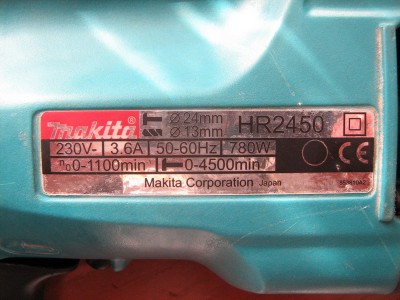 makita® Ø 24mm HR2450
Ø 13mm
230V~ 3.6A 50-60Hz 780W CE
n₀0-1100min 0-4500min
Makita Corporation Japan